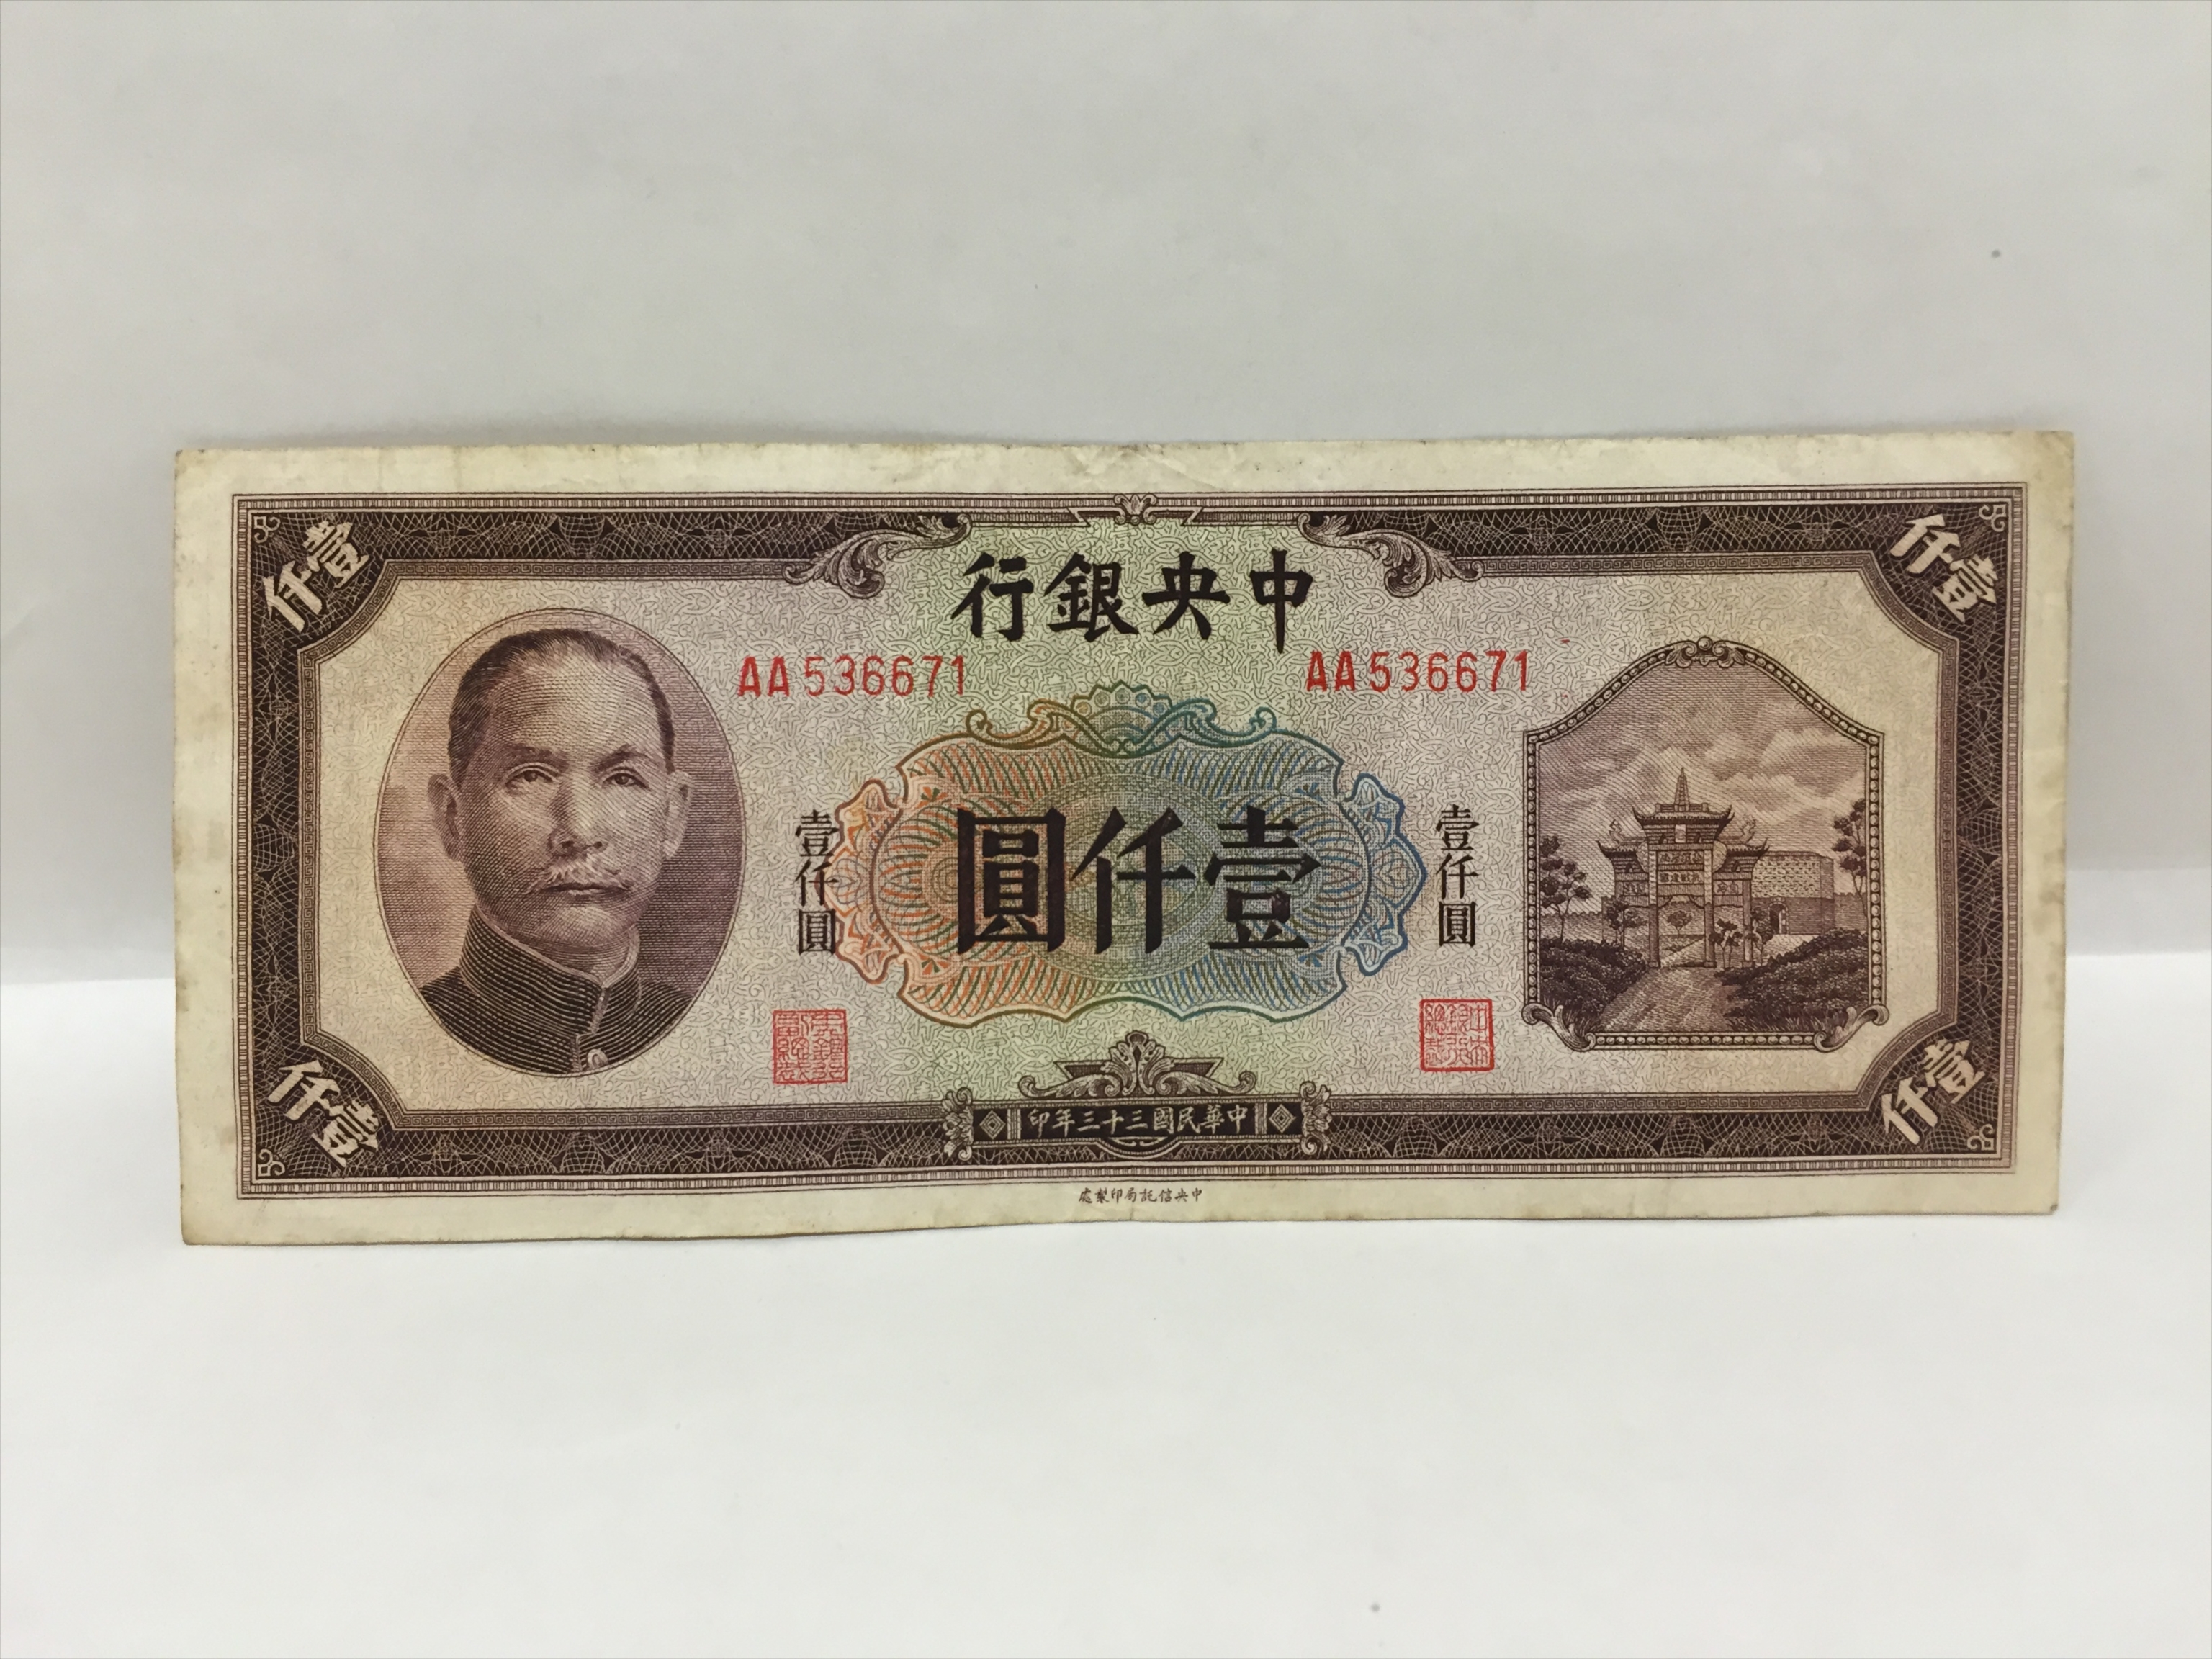 壹仟
壹仟
中央銀行
AA536671
AA536671
壹仟圓
壹仟圓
壹仟圓
中華民國三十三年印
壹仟
壹仟
中央信託局印製處